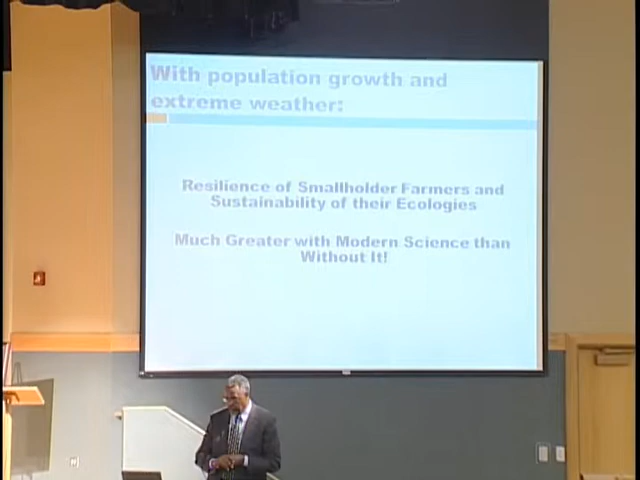 With population growth and
extreme weather:
Resilience of Smallholder Farmers and
Sustainability of their Ecologies
Much Greater with Modern Science than
Without It!